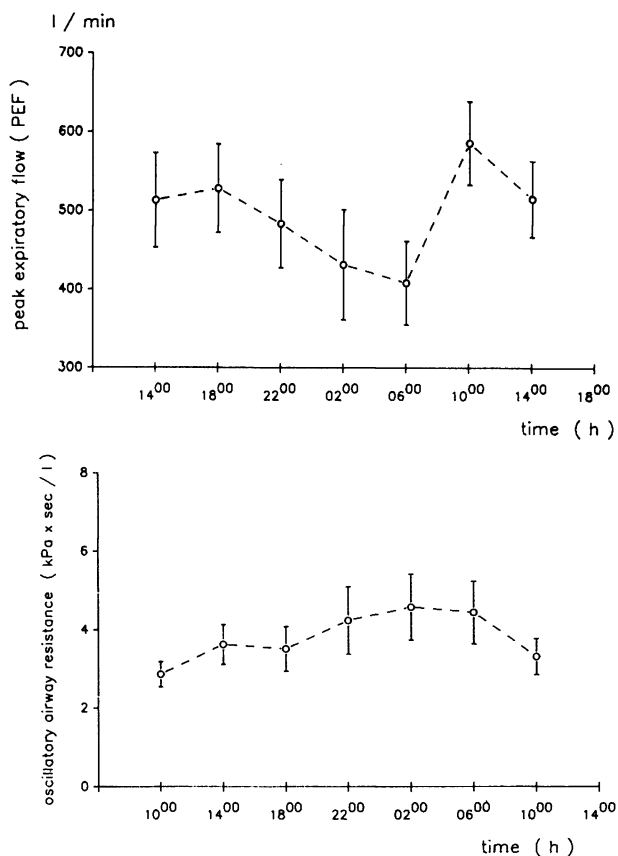 l / min
peak expiratory flow ( PEF )
700
600
500
400
300
14⁰⁰ 18⁰⁰ 22⁰⁰ 02⁰⁰ 06⁰⁰ 10⁰⁰ 14⁰⁰ 18⁰⁰
time ( h )
oscillatory airway resistance ( kPa x sec / l )
8
6
4
2
0
10⁰⁰ 14⁰⁰ 18⁰⁰ 22⁰⁰ 02⁰⁰ 06⁰⁰ 10⁰⁰ 14⁰⁰
time ( h )